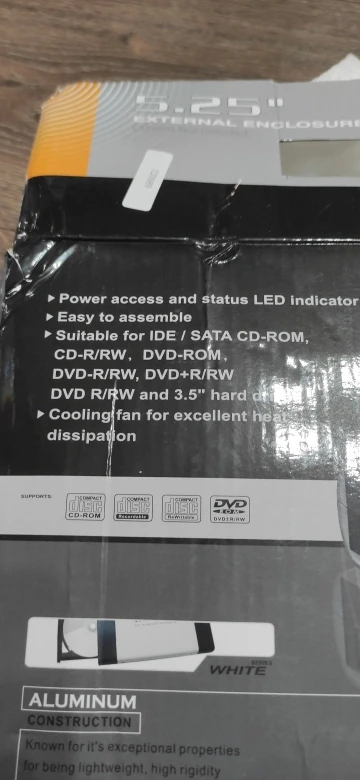 5.25"
EXTERNAL ENCLOSURE
Power access and status LED indicator
Easy to assemble
Suitable for IDE / SATA CD-ROM,
CD-R/RW, DVD-ROM,
DVD-R/RW, DVD+R/RW
DVD R/RW and 3.5" hard
Cooling fan for excellent heat
dissipation
SUPPORTS:
COMPACT disc CD-ROM
COMPACT disc Recordable
COMPACT disc ReWritable
DVD ROM DVD±R/RW
SERIES
WHITE
ALUMINUM
CONSTRUCTION
Known for it's exceptional properties
for being lightweight, high rigidity